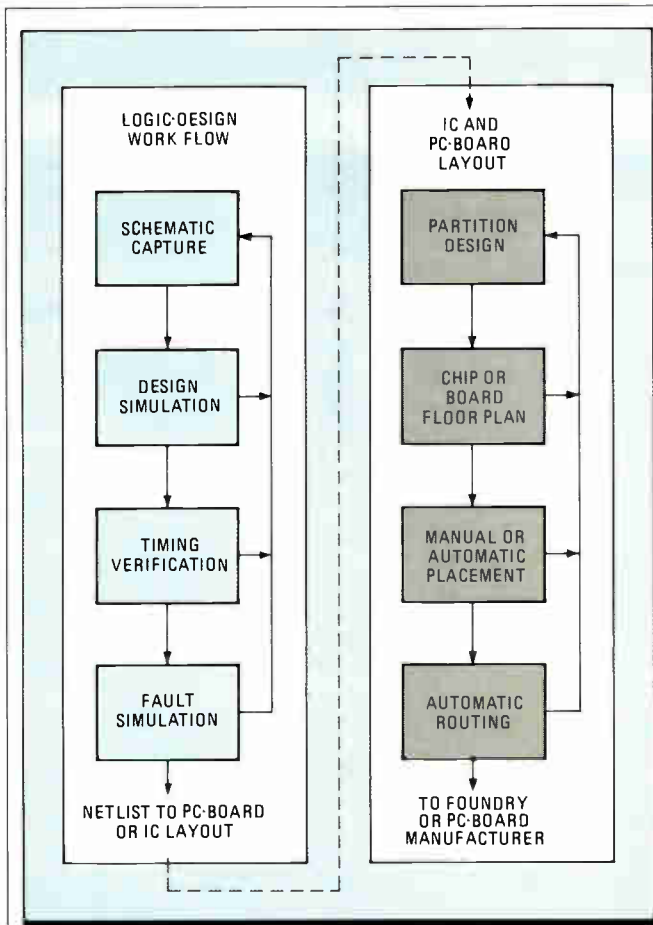 LOGIC-DESIGN
WORK FLOW
SCHEMATIC
CAPTURE
DESIGN
SIMULATION
TIMING
VERIFICATION
FAULT
SIMULATION
NETLIST TO PC-BOARD
OR IC LAYOUT
IC AND
PC-BOARD
LAYOUT
PARTITION
DESIGN
CHIP OR
BOARD
FLOOR PLAN
MANUAL OR
AUTOMATIC
PLACEMENT
AUTOMATIC
ROUTING
TO FOUNDRY
OR PC-BOARD
MANUFACTURER